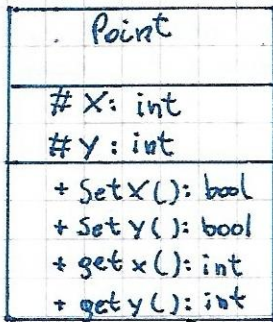 Point
# X: int
# Y: int
+ SetX(): bool
+ Sety(): bool
+ getx(): int
+ gety(): int